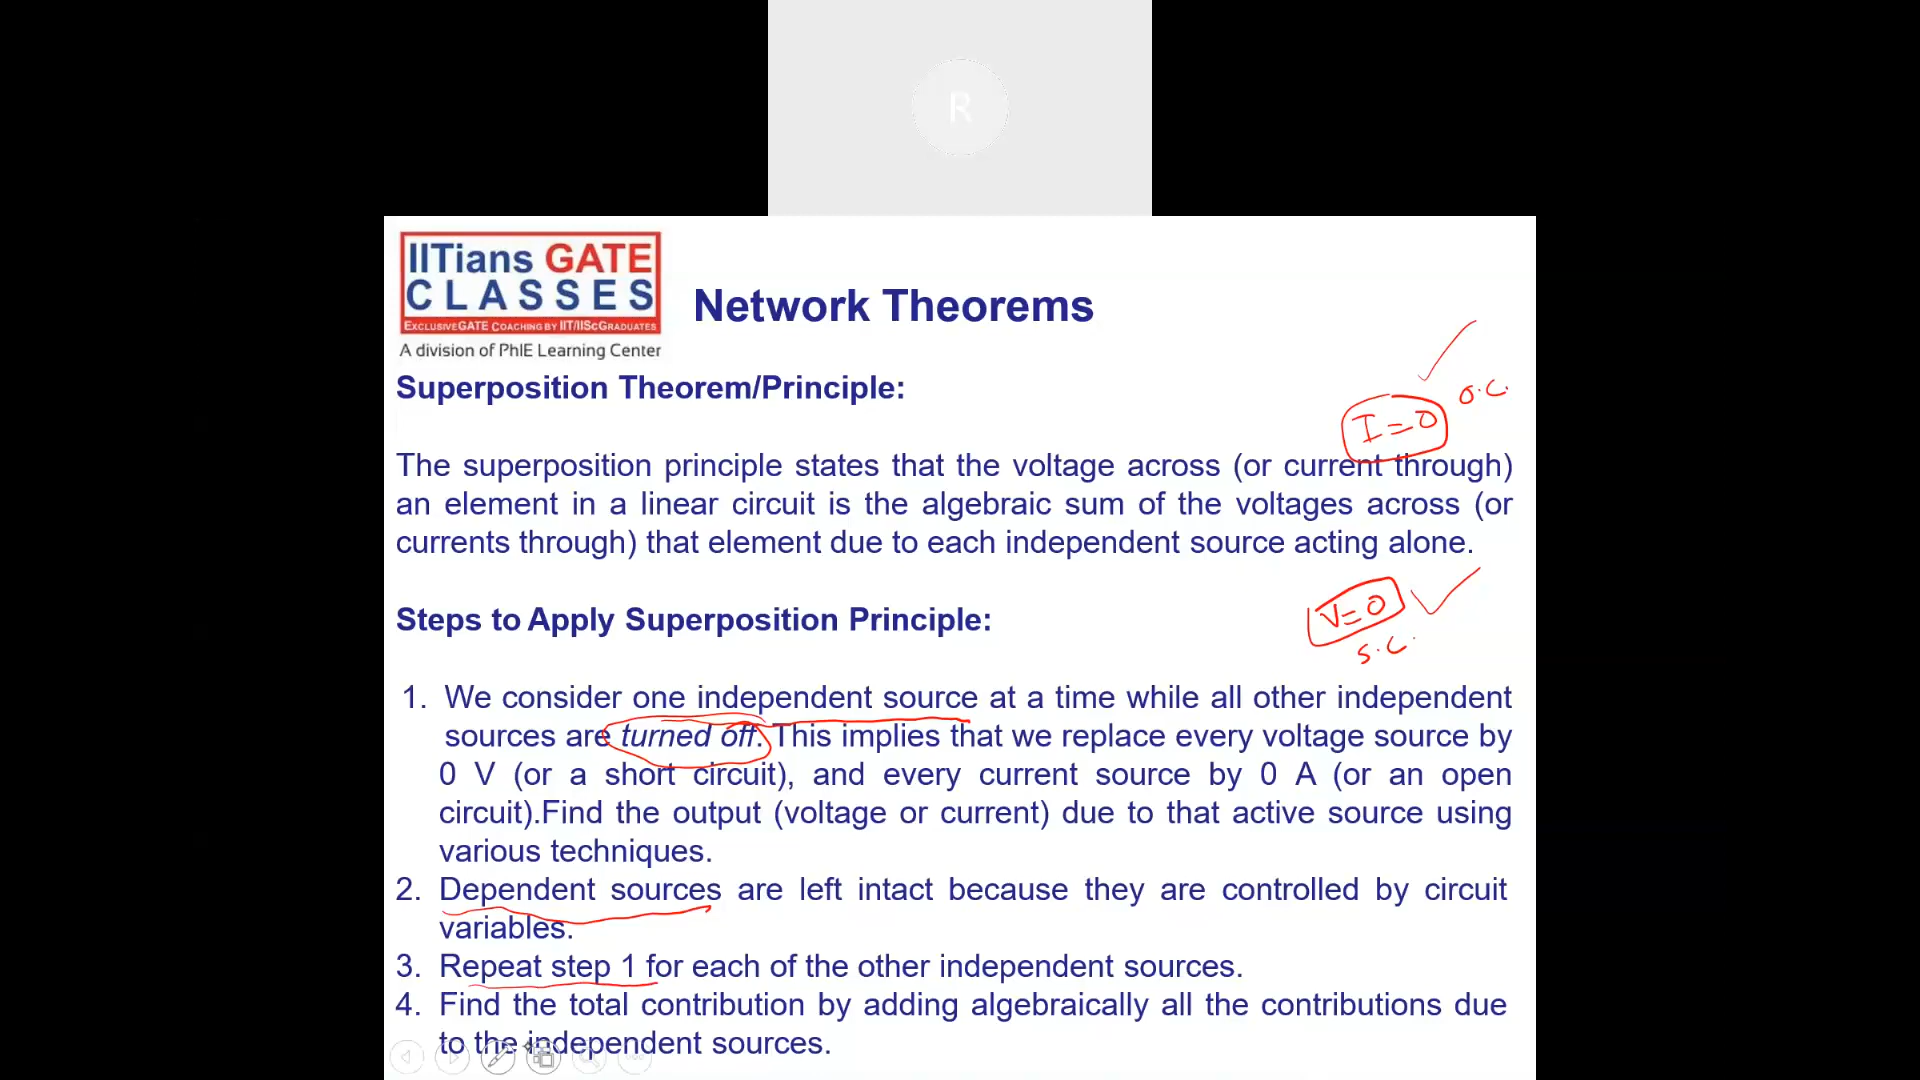 R
IITians GATE
CLASSES
EXCLUSIVE GATE COACHING BY IIT/IISc GRADUATES
A division of PhIE Learning Center
Network Theorems
Superposition Theorem/Principle:
I=0 o.c.
The superposition principle states that the voltage across (or current through)
an element in a linear circuit is the algebraic sum of the voltages across (or
currents through) that element due to each independent source acting alone.
V=0
s.c.
Steps to Apply Superposition Principle:
1. We consider one independent source at a time while all other independent
sources are turned off. This implies that we replace every voltage source by
0 V (or a short circuit), and every current source by 0 A (or an open
circuit).Find the output (voltage or current) due to that active source using
various techniques.
2. Dependent sources are left intact because they are controlled by circuit
variables.
3. Repeat step 1 for each of the other independent sources.
4. Find the total contribution by adding algebraically all the contributions due
to the independent sources.